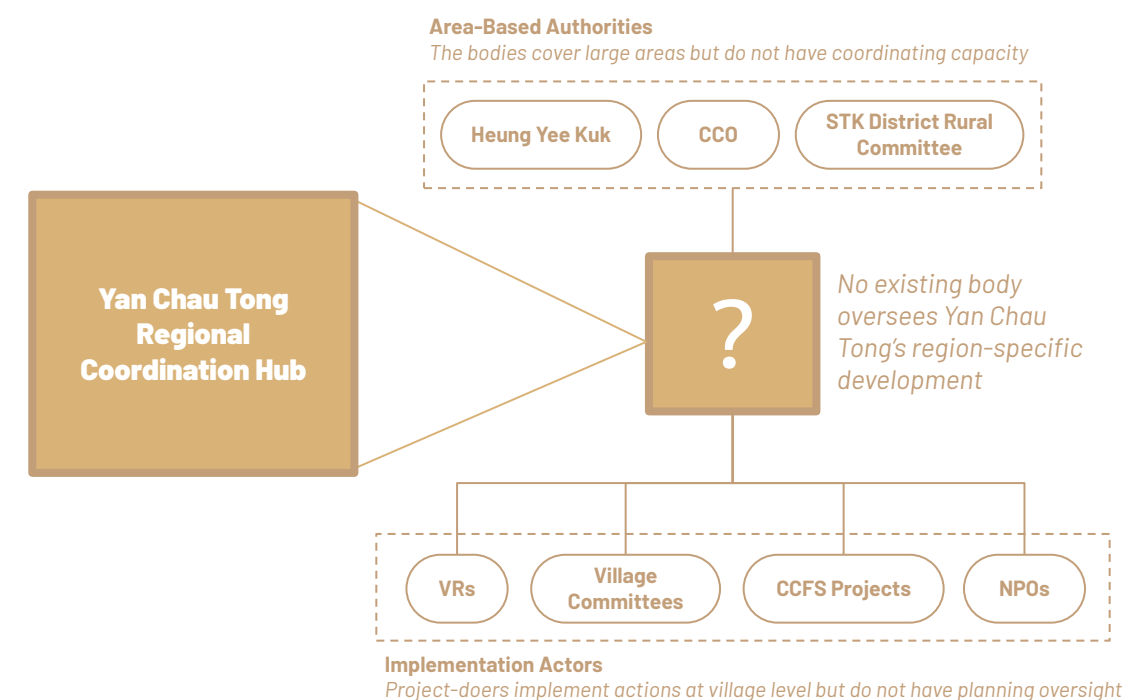 Area-Based Authorities
The bodies cover large areas but do not have coordinating capacity
Heung Yee Kuk
CCO
STK District Rural
Committee
Yan Chau Tong
Regional
Coordination Hub
?
No existing body
oversees Yan Chau
Tong's region-specific
development
VRs
Village
Committees
CCFS Projects
NPOs
Implementation Actors
Project-doers implement actions at village level but do not have planning oversight